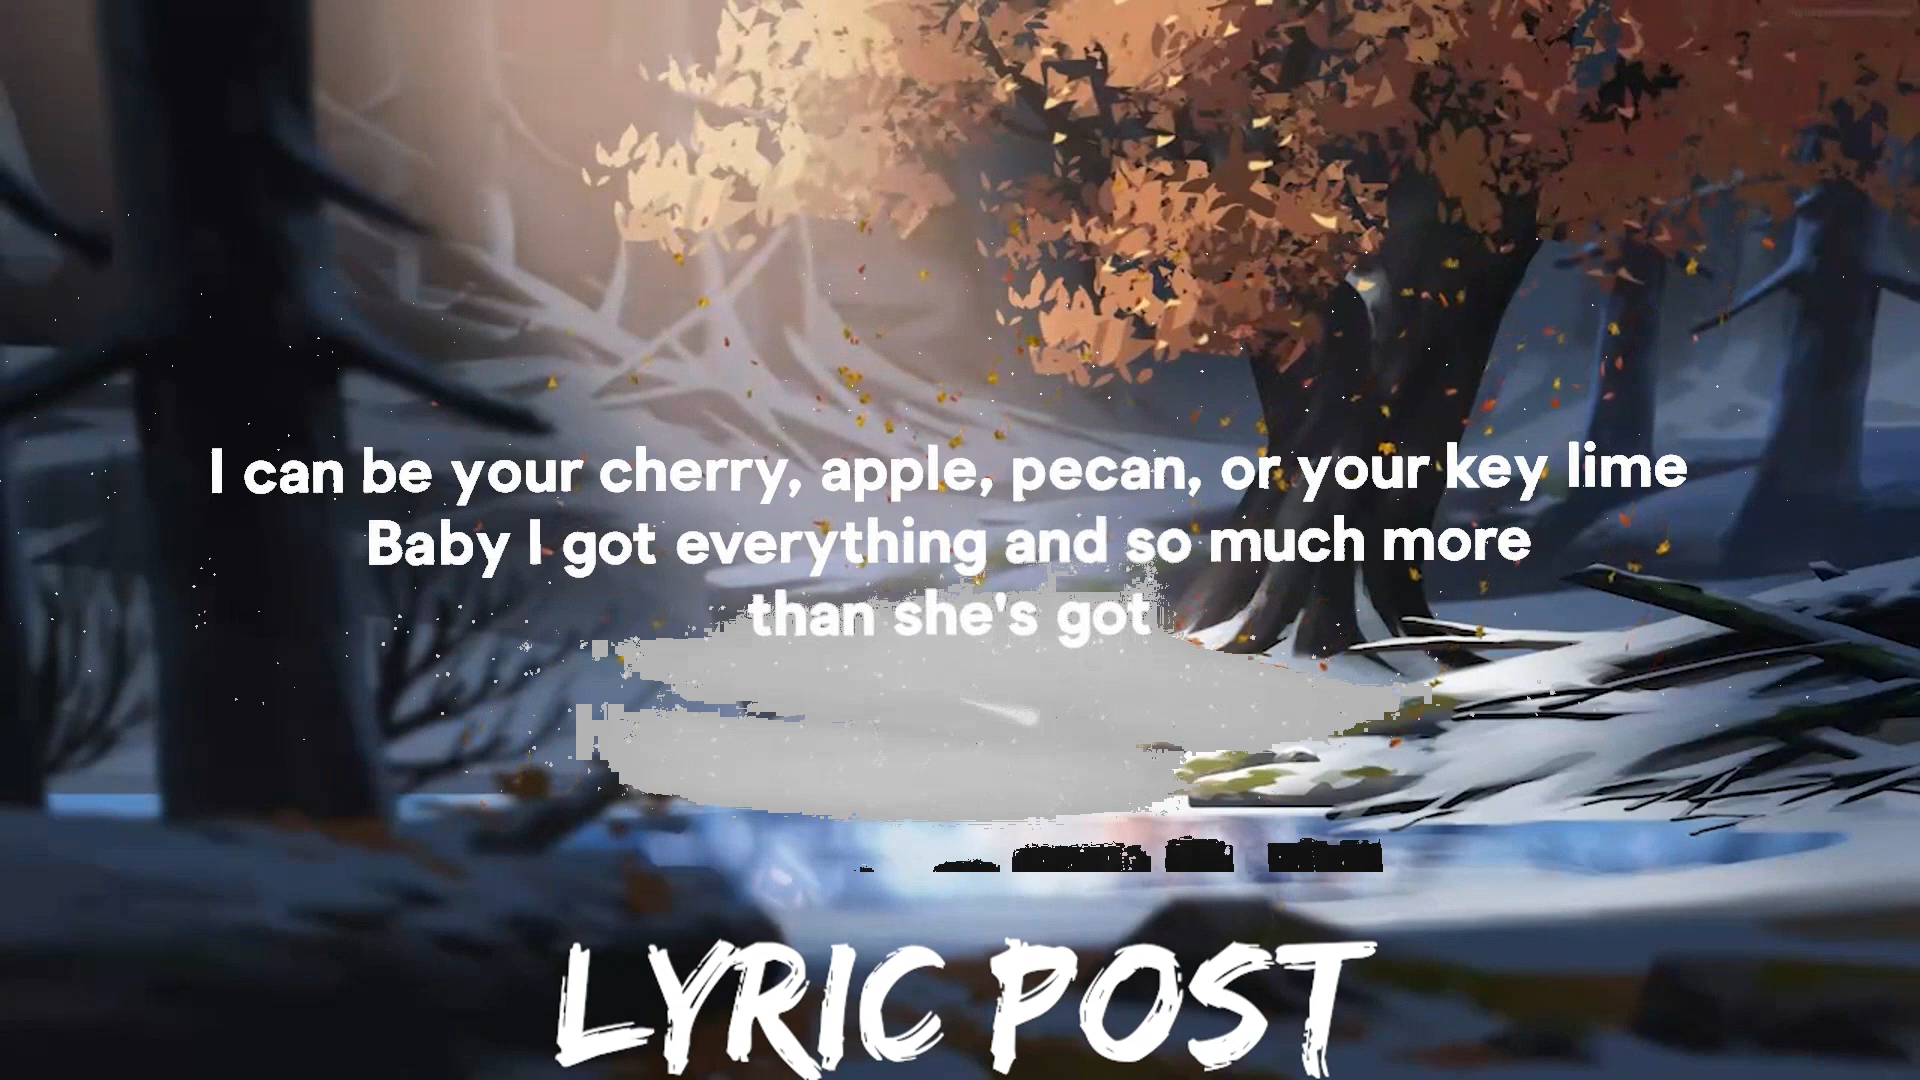 I can be your cherry, apple, pecan, or your key lime
Baby I got everything and so much more
than she's got
LYRIC POST